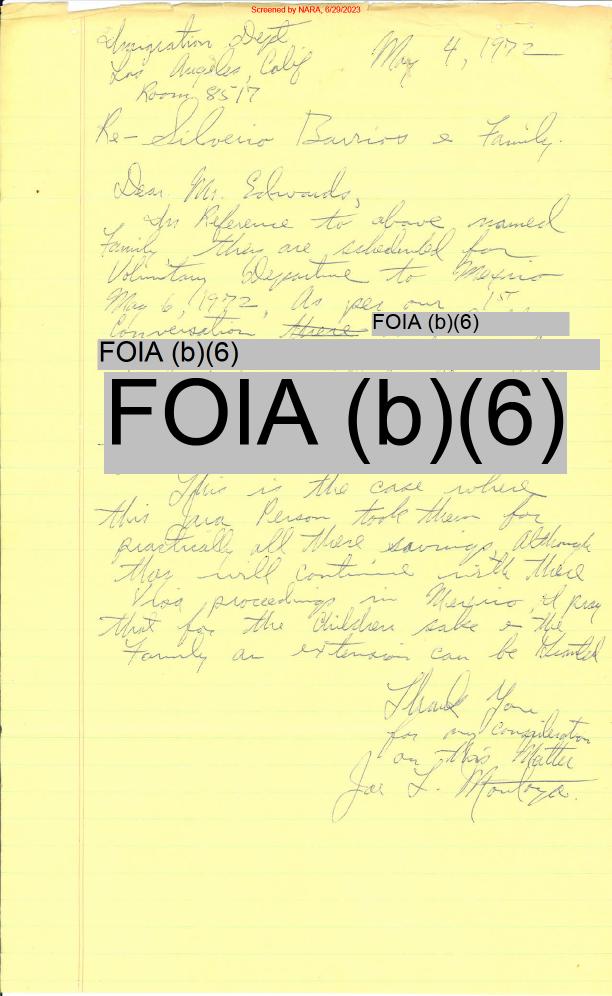 Screened by NARA, 6/29/2023
Immigration Dept
Los Angeles, Calif
Room 8517
May 4, 1972
Re- Silverio Barrios & Family.
Dear Mr. Edwards,
In Reference to above named
Family they are scheduled for
Voluntary Departure to Mexico
May 6, 1972, As per our 1st
Conversation there
FOIA (b)(6)
FOIA (b)(6)
FOIA (b)(6)
This is the case where
this Person took them for
practically all there savings, Although
they will continue with there
Visa proceedings in Mexico, I pray
that for the Children sake & the
Family an extension can be Granted
Thank You
for any consideration
on this Matter
Joe L. Montoya.